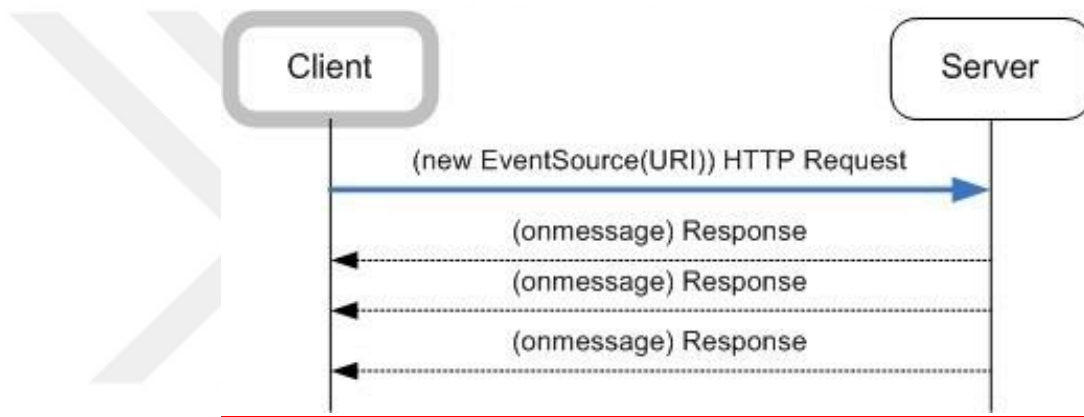 Client
Server
(new EventSource(URI)) HTTP Request
(onmessage) Response
(onmessage) Response
(onmessage) Response